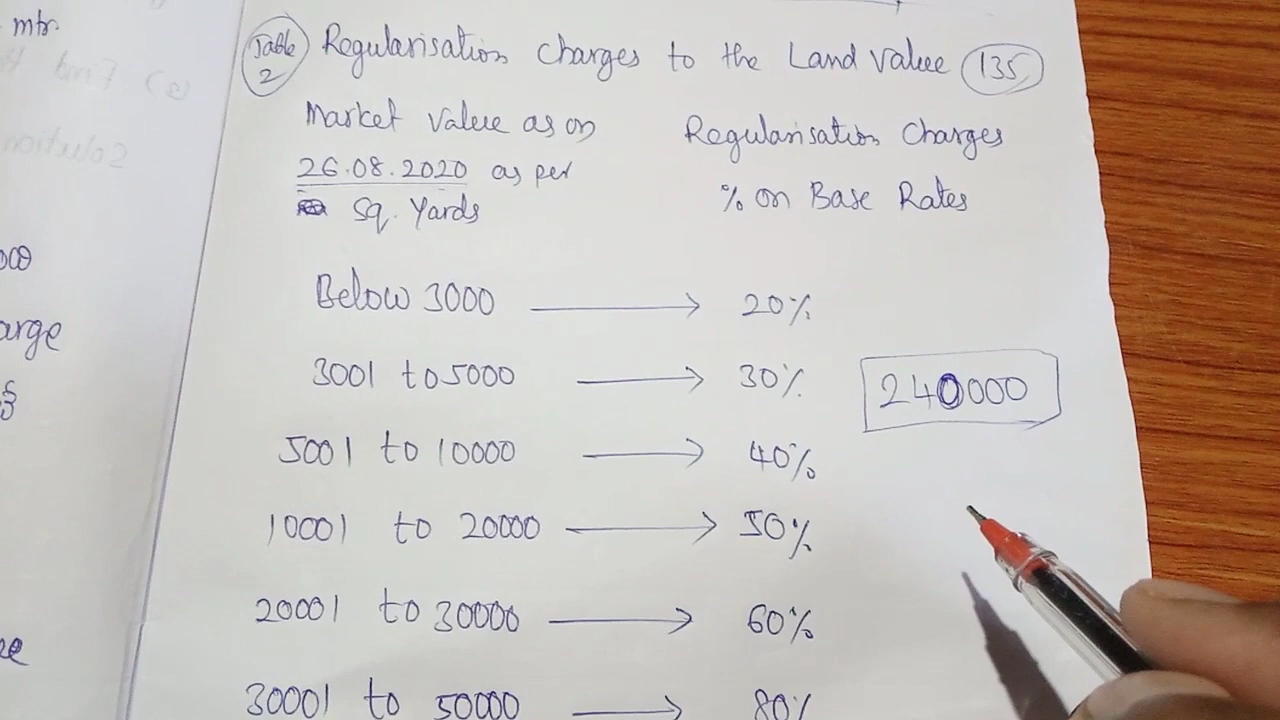 mtr.
Table 2 Regularisation Charges to the Land Value 135
Market Value as on
26.08.2020 as per
Sq. Yards
Regularisation Charges
% on Base Rates
Below 3000 → 20%
3001 to 5000 → 30%
240000
5001 to 10000 → 40%
10001 to 20000 → 50%
20001 to 30000 → 60%
30001 to 50000 → 80%